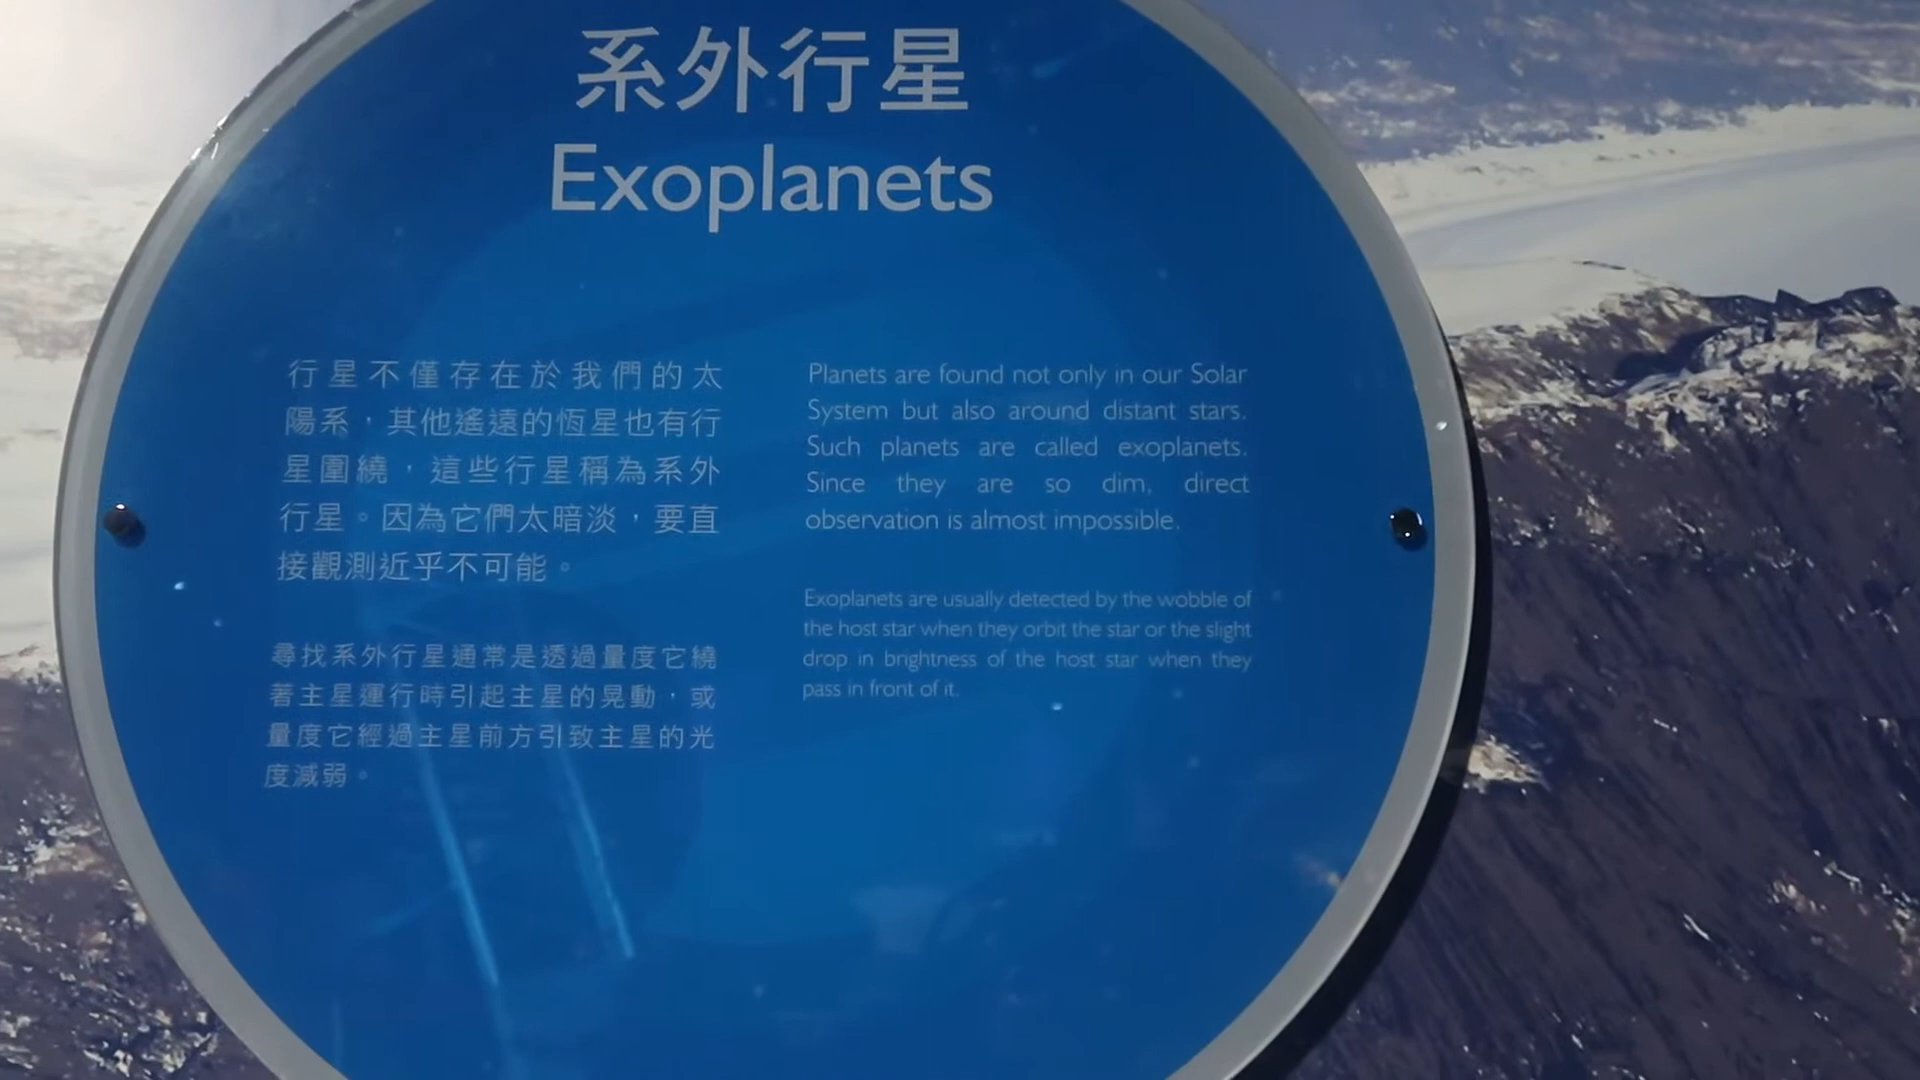 系外行星
Exoplanets
行星不僅存在於我們的太
陽系，其他遙遠的恆星也有行
星圍繞，這些行星稱為系外
行星。因為它們太暗淡，要直
接觀測近乎不可能。
尋找系外行星通常是透過量度它繞
著主星運行時引起主星的晃動，或
量度它經過主星前方引致主星的光
度減弱。
Planets are found not only in our Solar
System but also around distant stars.
Such planets are called exoplanets.
Since they are so dim, direct
observation is almost impossible.
Exoplanets are usually detected by the wobble of
the host star when they orbit the star or the slight
drop in brightness of the host star when they
pass in front of it.